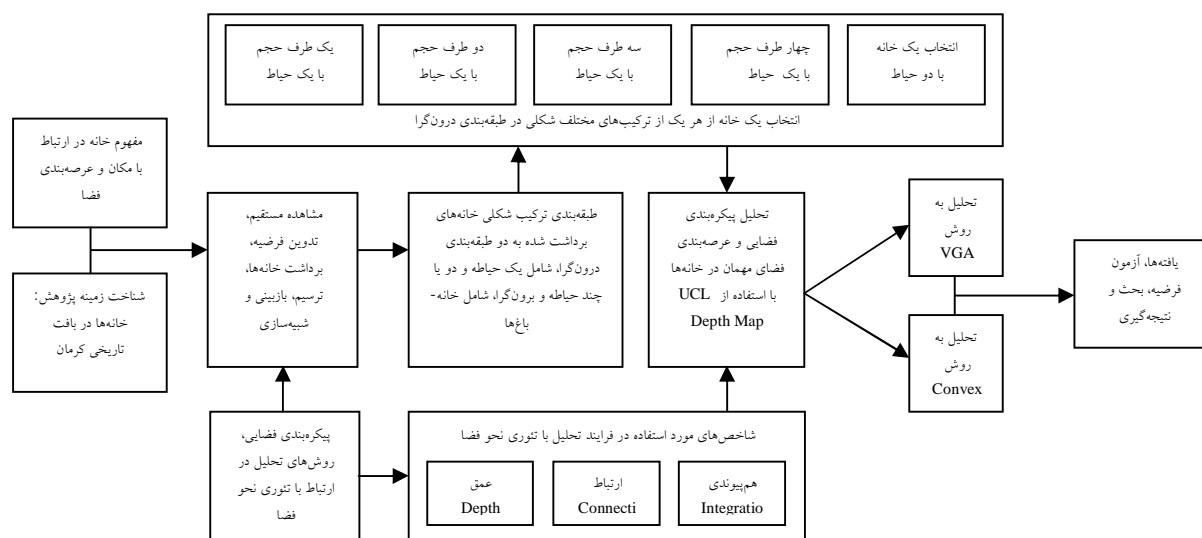 یک طرف حجم
با یک حیاط
دو طرف حجم
با یک حیاط
سه طرف حجم
با یک حیاط
چهار طرف حجم
با یک حیاط
انتخاب یک خانه
با دو حیاط
انتخاب یک خانه از هر یک از ترکیب‌های مختلف شکلی در طبقه‌بندی درون‌گرا
مفهوم خانه در ارتباط
با مکان و عرصه‌بندی
فضا
شناخت زمینه پژوهش:
خانه‌ها در بافت
تاریخی کرمان
مشاهده مستقیم،
تدوین فرضیه،
برداشت خانه‌ها،
ترسیم، بازبینی و
شبیه‌سازی
طبقه‌بندی ترکیب شکلی خانه‌های
برداشت شده به دو طبقه‌بندی
درون‌گرا، شامل یک حیاطه و دو یا
چند حیاطه و برون‌گرا، شامل خانه-
باغ‌ها
تحلیل پیکره‌بندی
فضایی و عرصه‌بندی
فضای مهمان در خانه‌ها
با استفاده از UCL
Depth Map
تحلیل به
روش
VGA
تحلیل به
روش
Convex
یافته‌ها، آزمون
فرضیه، بحث و
نتیجه‌گیری
پیکره‌بندی فضایی،
روش‌های تحلیل در
ارتباط با تئوری نحو
فضا
شاخص‌های مورد استفاده در فرایند تحلیل با تئوری نحو فضا
عمق
Depth
ارتباط
Connecti
هم‌پیوندی
Integratio